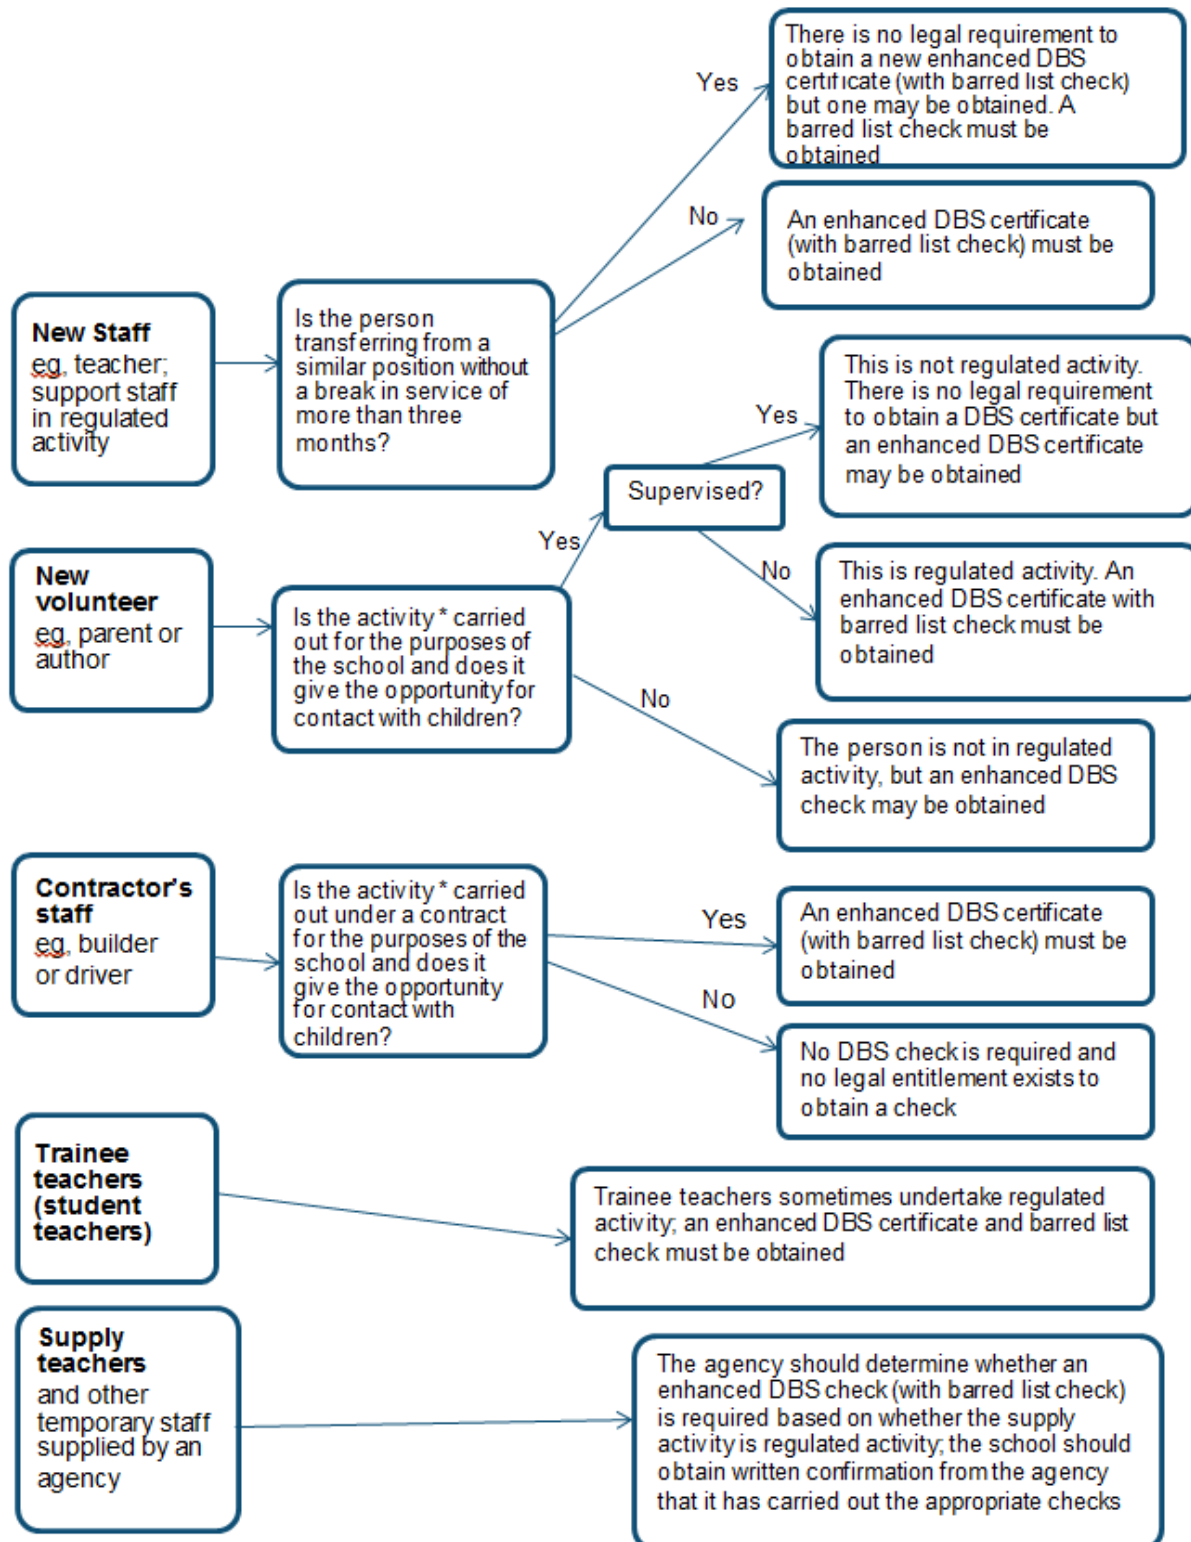 There is no legal requirement to
obtain a new enhanced DBS
certificate (with barred list check)
but one may be obtained. A
barred list check must be
obtained
Yes
No
An enhanced DBS certificate
(with barred list check) must be
obtained
New Staff
eg, teacher;
support staff
in regulated
activity
Is the person
transferring from a
similar position without
a break in service of
more than three
months?
This is not regulated activity.
There is no legal requirement
to obtain a DBS certificate but
an enhanced DBS certificate
may be obtained
Yes
Supervised?
Yes
No
This is regulated activity. An
enhanced DBS certificate with
barred list check must be
obtained
New
volunteer
eg, parent or
author
Is the activity * carried
out for the purposes of
the school and does it
give the opportunity for
contact with children?
No
The person is not in regulated
activity, but an enhanced DBS
check may be obtained
Contractor's
staff
eg, builder
or driver
Is the activity * carried
out under a contract
for the purposes of the
school and does it
give the opportunity
for contact with
children?
Yes
An enhanced DBS certificate
(with barred list check) must be
obtained
No
No DBS check is required and
no legal entitlement exists to
obtain a check
Trainee
teachers
(student
teachers)
Trainee teachers sometimes undertake regulated
activity; an enhanced DBS certificate and barred list
check must be obtained
Supply
teachers
and other
temporary staff
supplied by an
agency
The agency should determine whether an
enhanced DBS check (with barred list check)
is required based on whether the supply
activity is regulated activity; the school should
obtain written confirmation from the agency
that it has carried out the appropriate checks